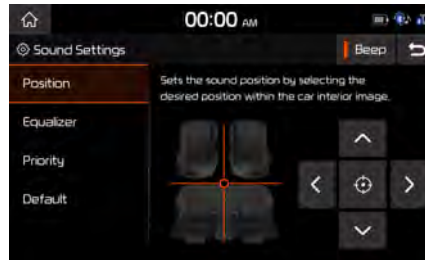 00:00 AM
Sound Settings
Beep
Position
Sets the sound position by selecting the
desired position within the car interior image.
Equalizer
Priority
Default